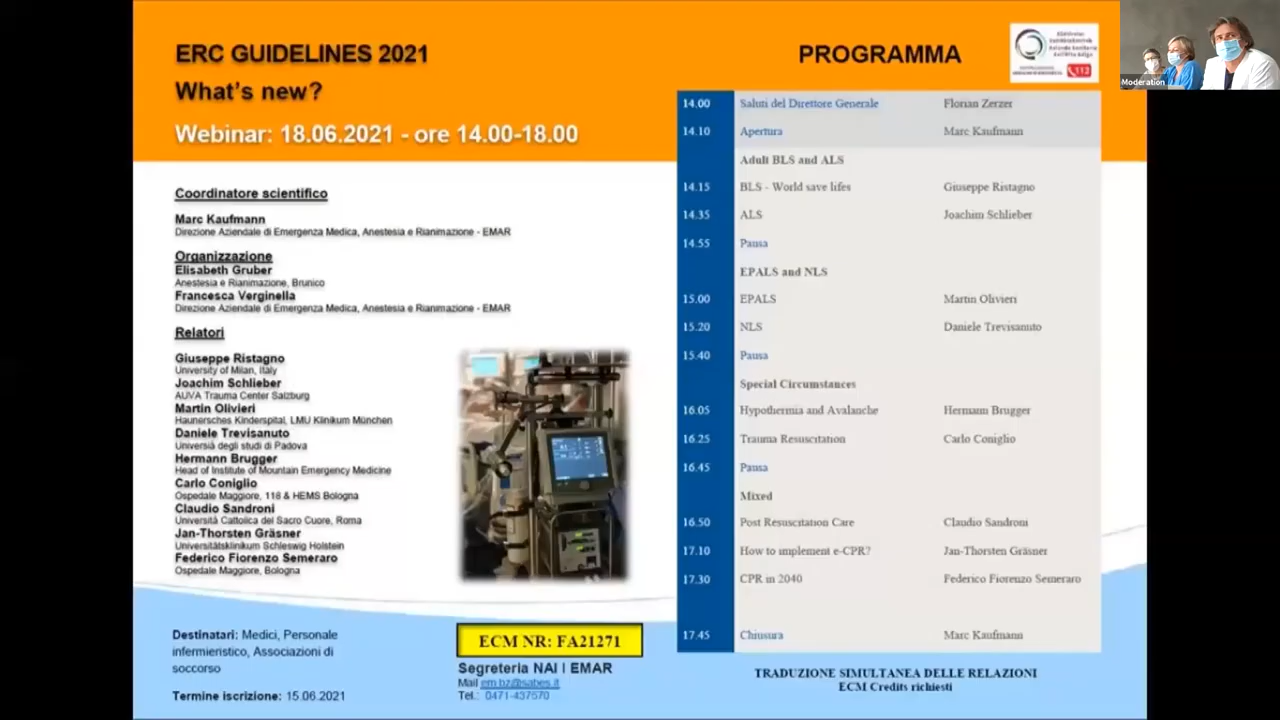 ERC GUIDELINES 2021
What's new?
Webinar: 18.06.2021 - ore 14.00-18.00
Coordinatore scientifico
Marc Kaufmann
Direzione Aziendale di Emergenza Medica, Anestesia e Rianimazione - EMAR
Organizzazione
Elisabeth Gruber
Anestesia e Rianimazione, Brunico
Francesca Verginella
Direzione Aziendale di Emergenza Medica, Anestesia e Rianimazione - EMAR
Relatori
Giuseppe Ristagno
University of Milan, Italy
Joachim Schlieber
AUVA Trauma Center Salzburg
Martin Olivieri
Haunersches Kinderspital, LMU Klinikum München
Daniele Trevisanuto
Universià degli studi di Padova
Hermann Brugger
Head of Institute of Mountain Emergency Medicine
Carlo Coniglio
Ospedale Maggiore, 118 & HEMS Bologna
Claudio Sandroni
Università Cattolica del Sacro Cuore, Roma
Jan-Thorsten Gräsner
Universitätsklinikum Schleswig Holstein
Federico Fiorenzo Semeraro
Ospedale Maggiore, Bologna
Destinatari: Medici, Personale
infermieristico, Associazioni di
soccorso
Termine iscrizione: 15.06.2021
ECM NR: FA21271
Segreteria NAI | EMAR
Mail em.bz@sabes.it
Tel.: 0471-437570
PROGRAMMA
112
14.00 Saluti del Direttore Generale Florian Zerzer
14.10 Apertura Marc Kaufmann
Adult BLS and ALS
14.15 BLS - World save lifes Giuseppe Ristagno
14.35 ALS Joachim Schlieber
14.55 Pausa
EPALS and NLS
15.00 EPALS Martin Olivieri
15.20 NLS Daniele Trevisanuto
15.40 Pausa
Special Circumstances
16.05 Hypothermia and Avalanche Hermann Brugger
16.25 Trauma Resuscitation Carlo Coniglio
16.45 Pausa
Mixed
16.50 Post Resuscitation Care Claudio Sandroni
17.10 How to implement e-CPR? Jan-Thorsten Gräsner
17.30 CPR in 2040 Federico Fiorenzo Semeraro
17.45 Chiusura Marc Kaufmann
TRADUZIONE SIMULTANEA DELLE RELAZIONI
ECM Credits richiesti
Moderation